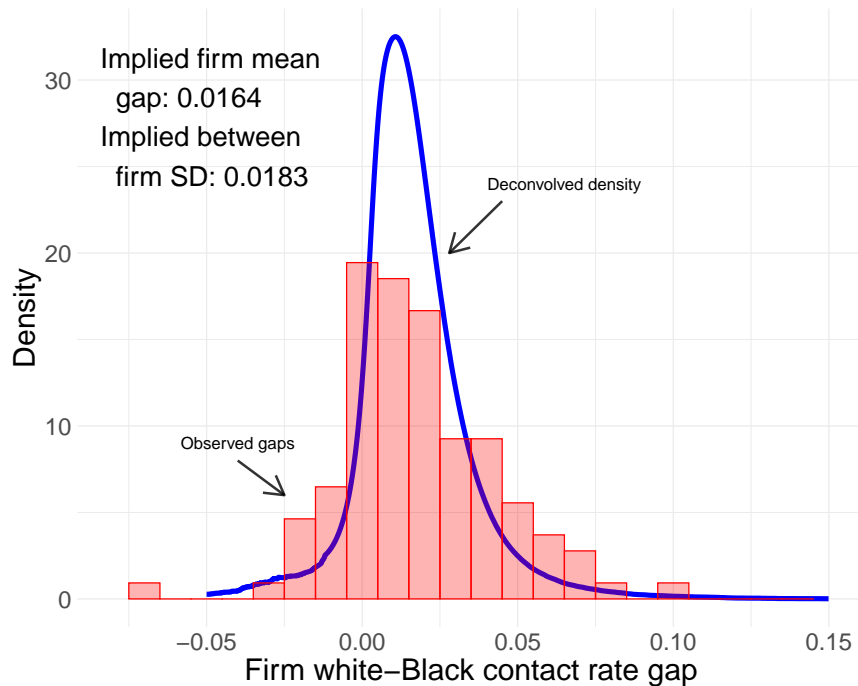 Implied firm mean
gap: 0.0164
Implied between
firm SD: 0.0183
Deconvolved density
Observed gaps
Density
30
20
10
0
−0.05
0.00
0.05
0.10
0.15
Firm white−Black contact rate gap